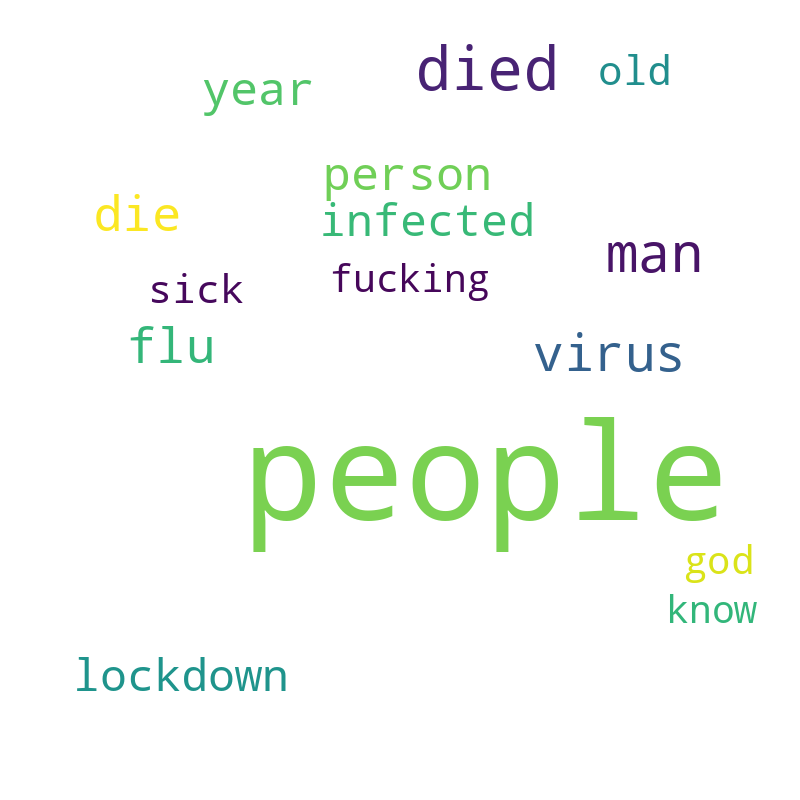 died
old
year
person
die
infected
man
fucking
sick
flu
virus
people
god
know
lockdown